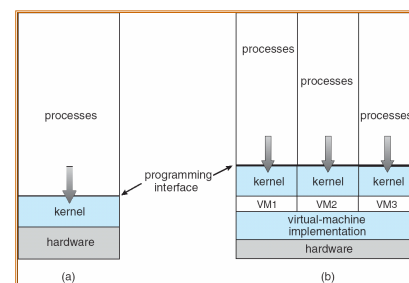 processes
kernel
hardware
(a)
programming
interface
processes
processes
processes
kernel
kernel
kernel
VM1
VM2
VM3
virtual-machine
implementation
hardware
(b)